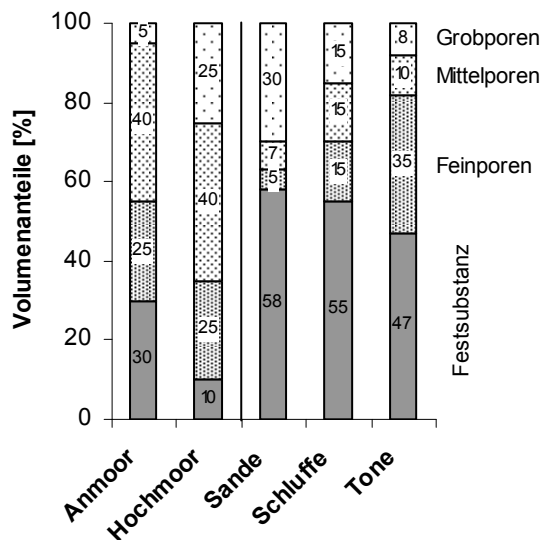 Volumenanteile [%]
100
80
60
40
20
0
5
40
25
30
25
40
25
10
30
7
5
58
15
15
15
55
8
10
35
47
Grobporen
Mittelporen
Feinporen
Festsubstanz
Anmoor
Hochmoor
Sande
Schluffe
Tone